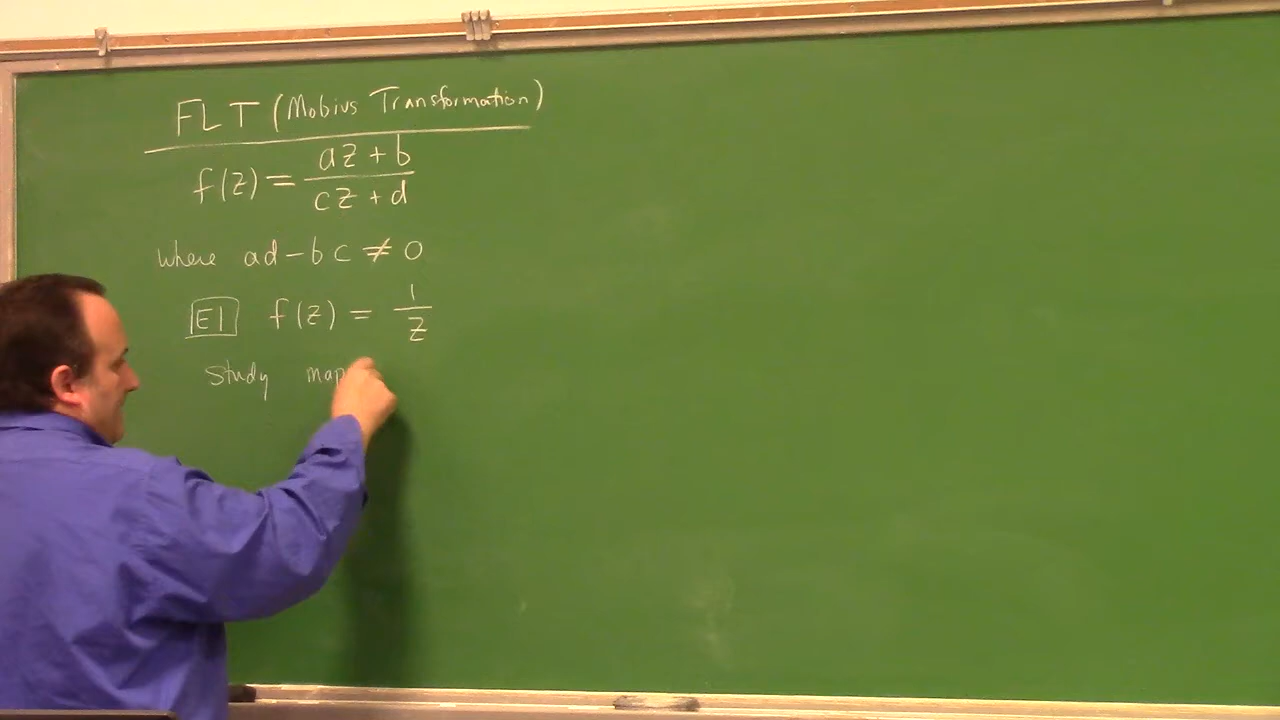 FLT (Mobius Transformation)
f(z) = az + b / cz + d
where ad - bc ≠ 0
E1 f(z) = 1/z
Study map